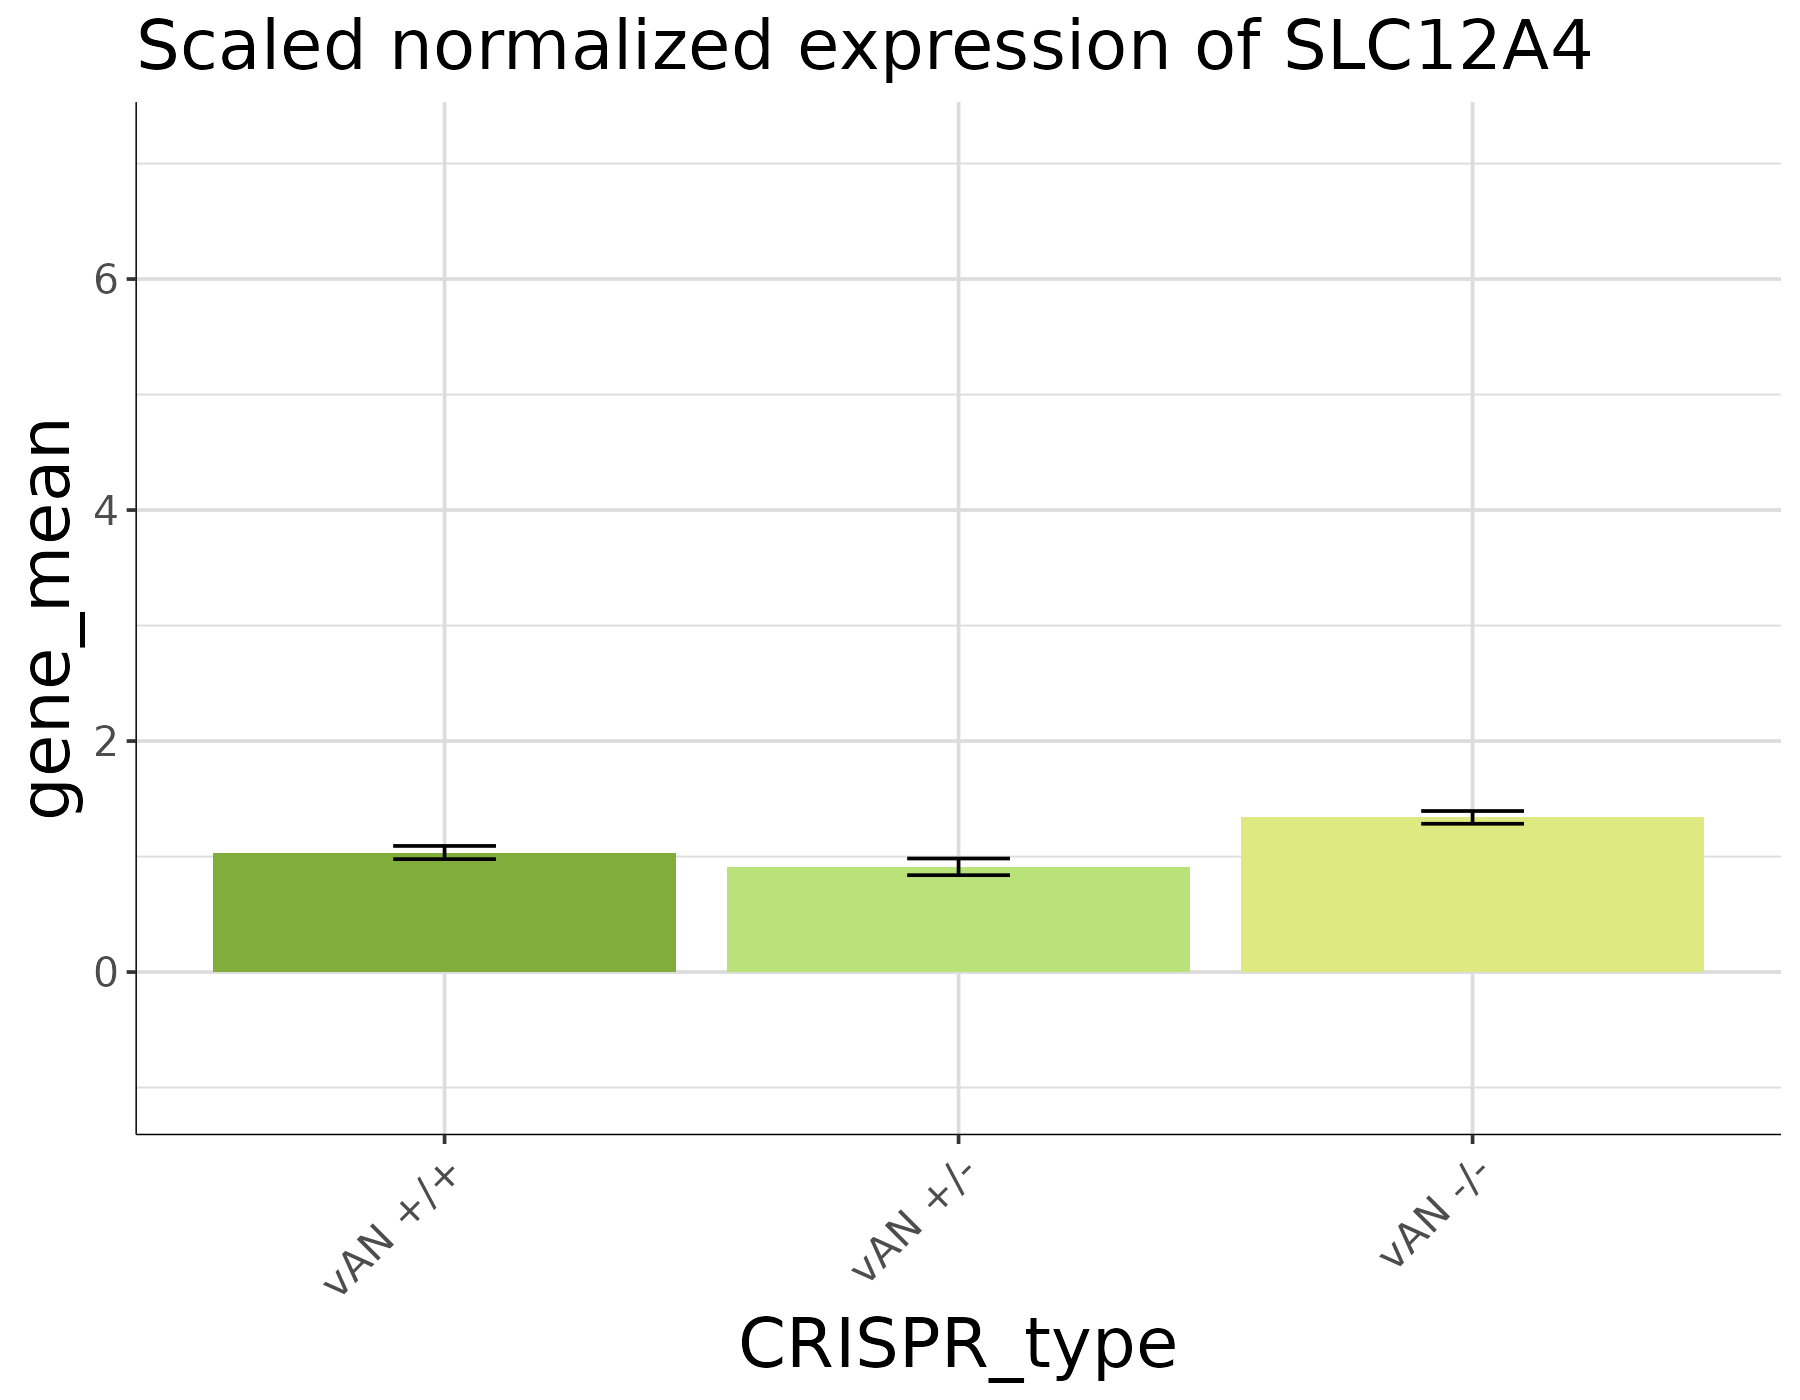 Scaled normalized expression of SLC12A4
gene_mean
6
4
2
0
vAN +/+
vAN +/-
vAN -/-
CRISPR_type